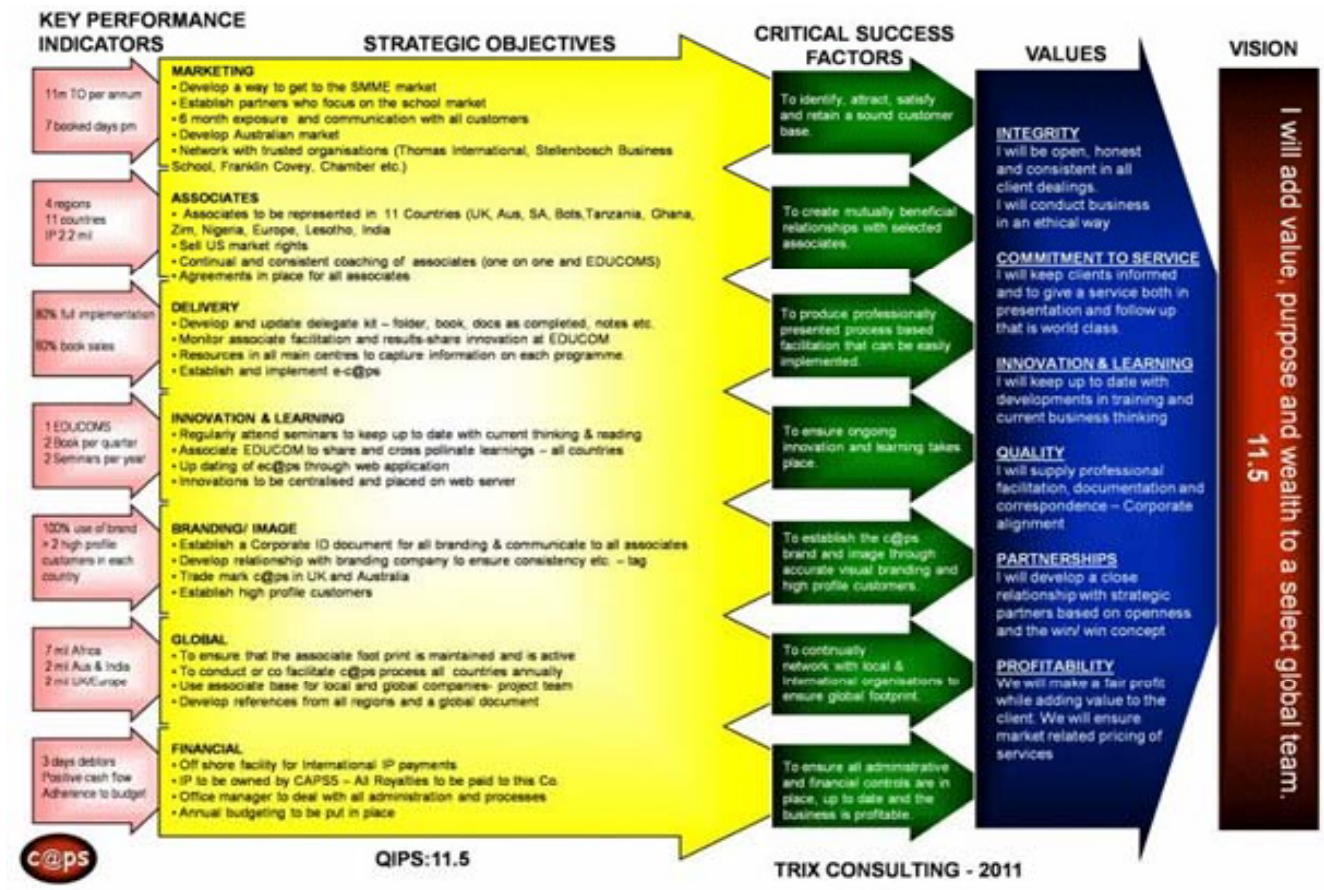 KEY PERFORMANCE
INDICATORS
11m TO per annum
7 booked days pm
4 regions
11 countries
IP 2.2 mil
80% full implementation
80% book sales
1 EDUCOMS
2 Book per quarter
2 Seminars per year
100% use of brand
> 2 high profile
customers in each
country
7 mil Africa
2 mil Aus & India
2 mil UK/Europe
3 days debtors
Positive cash flow
Adherence to budget
STRATEGIC OBJECTIVES
MARKETING
• Develop a way to get to the SMME market
• Establish partners who focus on the school market
• 6 month exposure and communication with all customers
• Develop Australian market
• Network with trusted organisations (Thomas International, Stellenbosch Business
School, Franklin Covey, Chamber etc.)
ASSOCIATES
• Associates to be represented in 11 Countries (UK, Aus, SA, Bots,Tanzania, Ghana,
Zim, Nigeria, Europe, Lesotho, India
• Sell US market rights
• Continual and consistent coaching of associates (one on one and EDUCOMS)
• Agreements in place for all associates
DELIVERY
• Develop and update delegate kit – folder, book, docs as completed, notes etc.
• Monitor associate facilitation and results-share innovation at EDUCOM
• Resources in all main centres to capture information on each programme.
• Establish and implement e-c@ps
INNOVATION & LEARNING
• Regularly attend seminars to keep up to date with current thinking & reading
• Associate EDUCOM to share and cross pollinate learnings – all countries
• Up dating of ec@ps through web application
• Innovations to be centralised and placed on web server
BRANDING/ IMAGE
• Establish a Corporate ID document for all branding & communicate to all associates
• Develop relationship with branding company to ensure consistency etc. – tag
• Trade mark c@ps in UK and Australia
• Establish high profile customers
GLOBAL
• To ensure that the associate foot print is maintained and is active
• To conduct or co facilitate c@ps process all countries annually
• Use associate base for local and global companies- project team
• Develop references from all regions and a global document
FINANCIAL
• Off shore facility for International IP payments
• IP to be owned by CAPS5 – All Royalties to be paid to this Co.
• Office manager to deal with all administration and processes
• Annual budgeting to be put in place
CRITICAL SUCCESS
FACTORS
To identify, attract, satisfy
and retain a sound customer
base.
To create mutually beneficial
relationships with selected
associates.
To produce professionally
presented process based
facilitation that can be easily
implemented.
To ensure ongoing
innovation and learning takes
place.
To establish the c@ps
brand and image through
accurate visual branding and
high profile customers.
To continually
network with local &
International organisations to
ensure global footprint.
To ensure all administrative
and financial controls are in
place, up to date and the
business is profitable.
VALUES
INTEGRITY
I will be open, honest
and consistent in all
client dealings.
I will conduct business
in an ethical way
COMMITMENT TO SERVICE
I will keep clients informed
and to give a service both in
presentation and follow up
that is world class.
INNOVATION & LEARNING
I will keep up to date with
developments in training and
current business thinking
QUALITY
I will supply professional
facilitation, documentation and
correspondence – Corporate
alignment
PARTNERSHIPS
I will develop a close
relationship with strategic
partners based on openness
and the win/ win concept
PROFITABILITY
We will make a fair profit
while adding value to the
client. We will ensure
market related pricing of
services
VISION
I will add value, purpose and wealth to a select global team.
11.5
c@ps
QIPS:11.5
TRIX CONSULTING - 2011